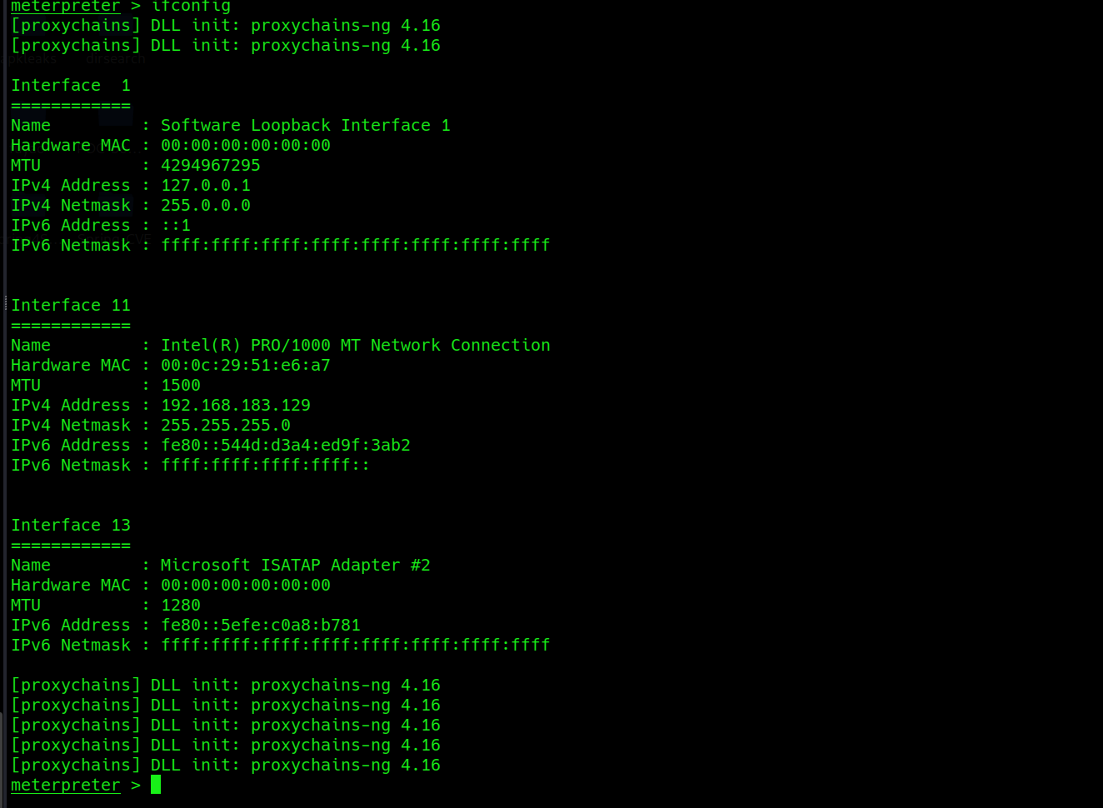 meterpreter > ifconfig
[proxychains] DLL init: proxychains-ng 4.16
[proxychains] DLL init: proxychains-ng 4.16
Interface  1
============
Name         : Software Loopback Interface 1
Hardware MAC : 00:00:00:00:00:00
MTU          : 4294967295
IPv4 Address : 127.0.0.1
IPv4 Netmask : 255.0.0.0
IPv6 Address : ::1
IPv6 Netmask : ffff:ffff:ffff:ffff:ffff:ffff:ffff:ffff
Interface 11
============
Name         : Intel(R) PRO/1000 MT Network Connection
Hardware MAC : 00:0c:29:51:e6:a7
MTU          : 1500
IPv4 Address : 192.168.183.129
IPv4 Netmask : 255.255.255.0
IPv6 Address : fe80::544d:d3a4:ed9f:3ab2
IPv6 Netmask : ffff:ffff:ffff:ffff::
Interface 13
============
Name         : Microsoft ISATAP Adapter #2
Hardware MAC : 00:00:00:00:00:00
MTU          : 1280
IPv6 Address : fe80::5efe:c0a8:b781
IPv6 Netmask : ffff:ffff:ffff:ffff:ffff:ffff:ffff:ffff
[proxychains] DLL init: proxychains-ng 4.16
[proxychains] DLL init: proxychains-ng 4.16
[proxychains] DLL init: proxychains-ng 4.16
[proxychains] DLL init: proxychains-ng 4.16
[proxychains] DLL init: proxychains-ng 4.16
meterpreter >